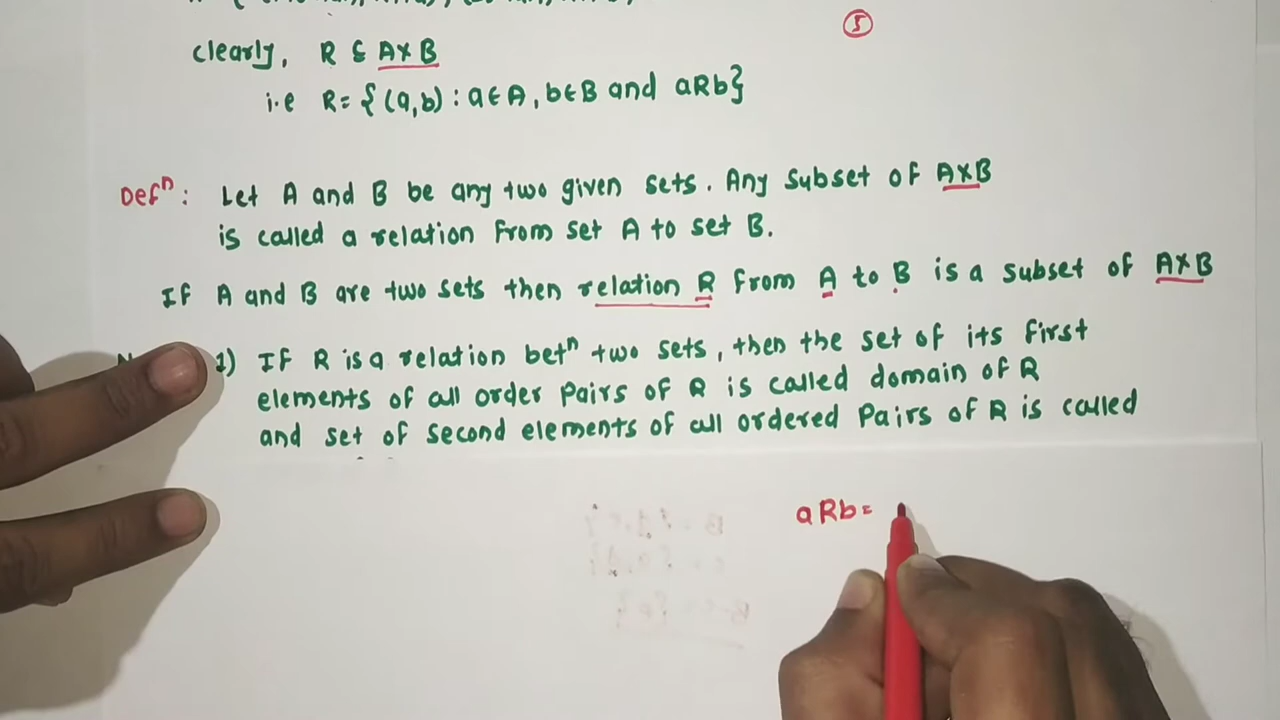 5
clearly, R ⊆ A×B
i.e R = {(a,b) : a∈A, b∈B and aRb}
Defⁿ: Let A and B be any two given sets. Any subset of A×B
is called a relation from set A to set B.
If A and B are two sets then relation R from A to B is a subset of A×B
1) If R is a relation betⁿ two sets, then the set of its first
elements of all order pairs of R is called domain of R
and set of second elements of all ordered pairs of R is called
aRb=